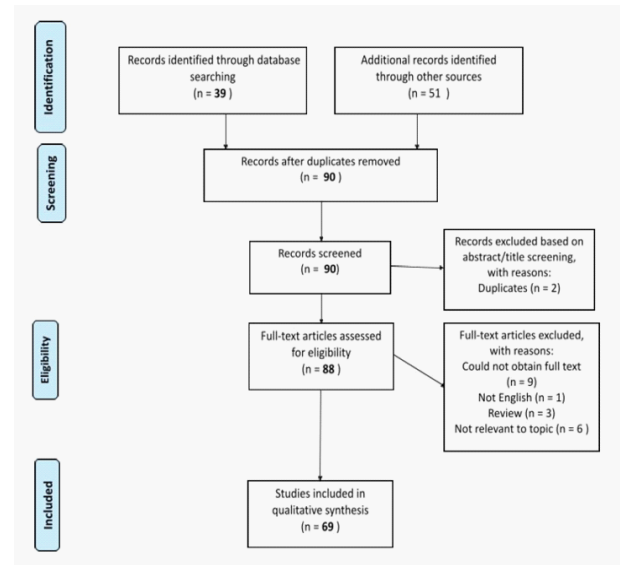 Identification
Records identified through database
searching
(n = 39 )
Additional records identified
through other sources
(n = 51 )
Screening
Records after duplicates removed
(n = 90 )
Records screened
(n = 90)
Records excluded based on
abstract/title screening,
with reasons:
Duplicates (n = 2)
Eligibility
Full-text articles assessed
for eligibility
(n = 88 )
Full-text articles excluded,
with reasons:
Could not obtain full text
(n = 9)
Not English (n = 1)
Review (n = 3)
Not relevant to topic (n = 6 )
Included
Studies included in
qualitative synthesis
(n = 69 )